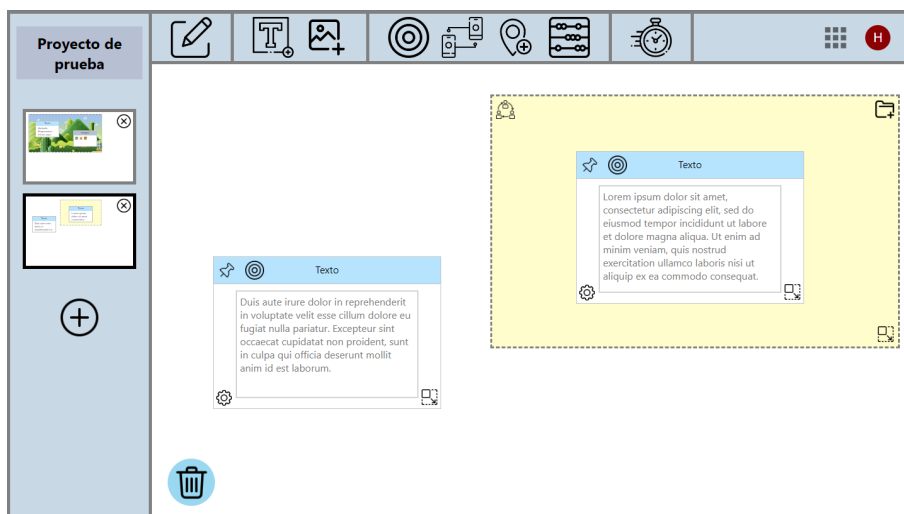 Proyecto de
prueba
H
Texto
Lorem ipsum dolor sit amet,
consectetur adipiscing elit, sed do
eiusmod tempor incididunt ut labore
et dolore magna aliqua. Ut enim ad
minim veniam, quis nostrud
exercitation ullamco laboris nisi ut
aliquip ex ea commodo consequat.
Texto
Duis aute irure dolor in reprehenderit
in voluptate velit esse cillum dolore eu
fugiat nulla pariatur. Excepteur sint
occaecat cupidatat non proident, sunt
in culpa qui officia deserunt mollit
anim id est laborum.